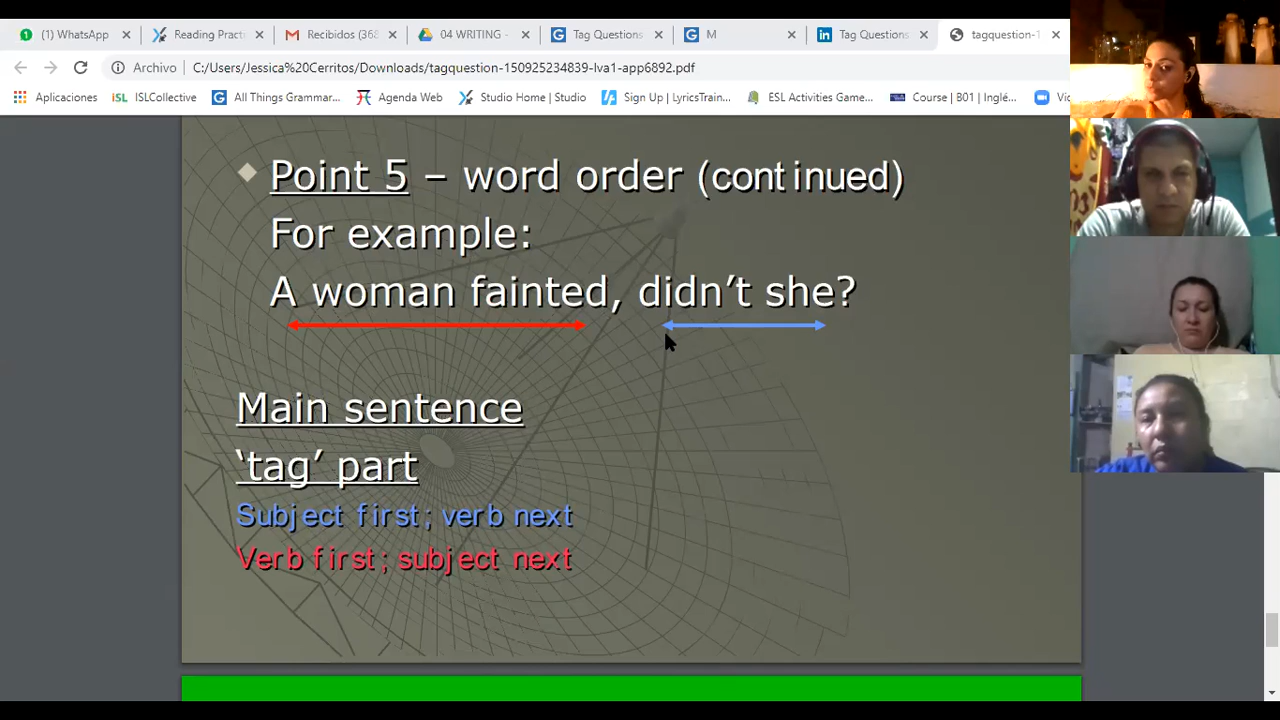 (1) WhatsApp
Reading Practi
Recibidos (368
04 WRITING -
Tag Questions
M
Tag Questions
tagquestion-1
Archivo
C:/Users/Jessica%20Cerritos/Downloads/tagquestion-150925234839-lva1-app6892.pdf
Aplicaciones
iSL ISLCollective
All Things Grammar...
Agenda Web
Studio Home | Studio
Sign Up | LyricsTrain...
ESL Activities Game...
Course | B01 | Inglé...
Point 5 – word order (continued)
For example:
A woman fainted, didn’t she?
Main sentence
‘tag’ part
Subject first; verb next
Verb first; subject next